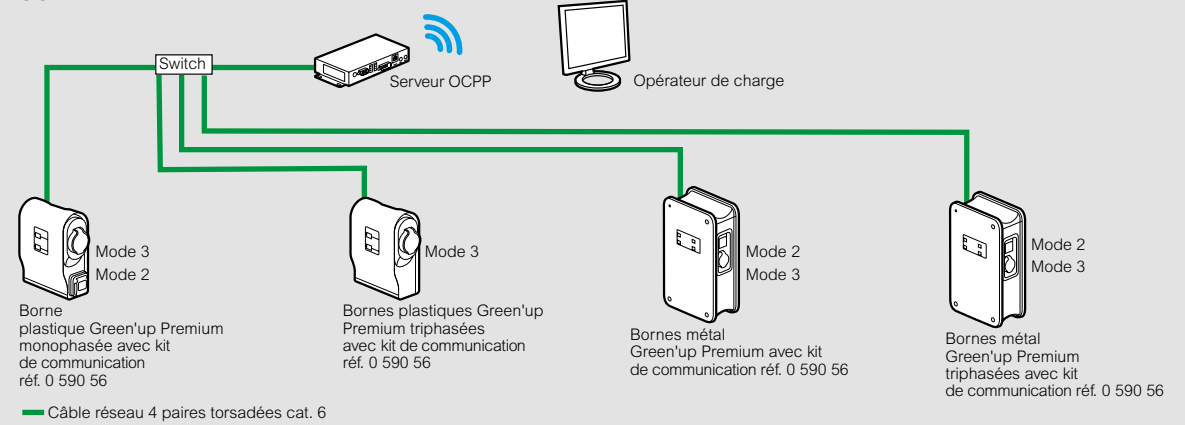 Switch
Serveur OCPP
Opérateur de charge
Mode 3
Mode 2
Borne
plastique Green'up Premium
monophasée avec kit
de communication
réf. 0 590 56
Mode 3
Bornes plastiques Green'up
Premium triphasées
avec kit de communication
réf. 0 590 56
Mode 2
Mode 3
Bornes métal
Green'up Premium avec kit
de communication réf. 0 590 56
Mode 2
Mode 3
Bornes métal
Green'up Premium
triphasées avec kit
de communication réf. 0 590 56
Câble réseau 4 paires torsadées cat. 6